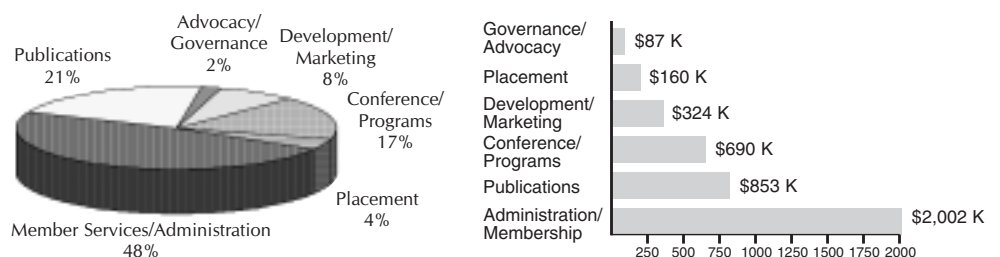 Advocacy/
Governance
2%
Development/
Marketing
8%
Publications
21%
Conference/
Programs
17%
Placement
4%
Member Services/Administration
48%
Governance/
Advocacy
$87 K
Placement
$160 K
Development/
Marketing
$324 K
Conference/
Programs
$690 K
Publications
$853 K
Administration/
Membership
$2,002 K
250 500 750 1000 1250 1500 1750 2000